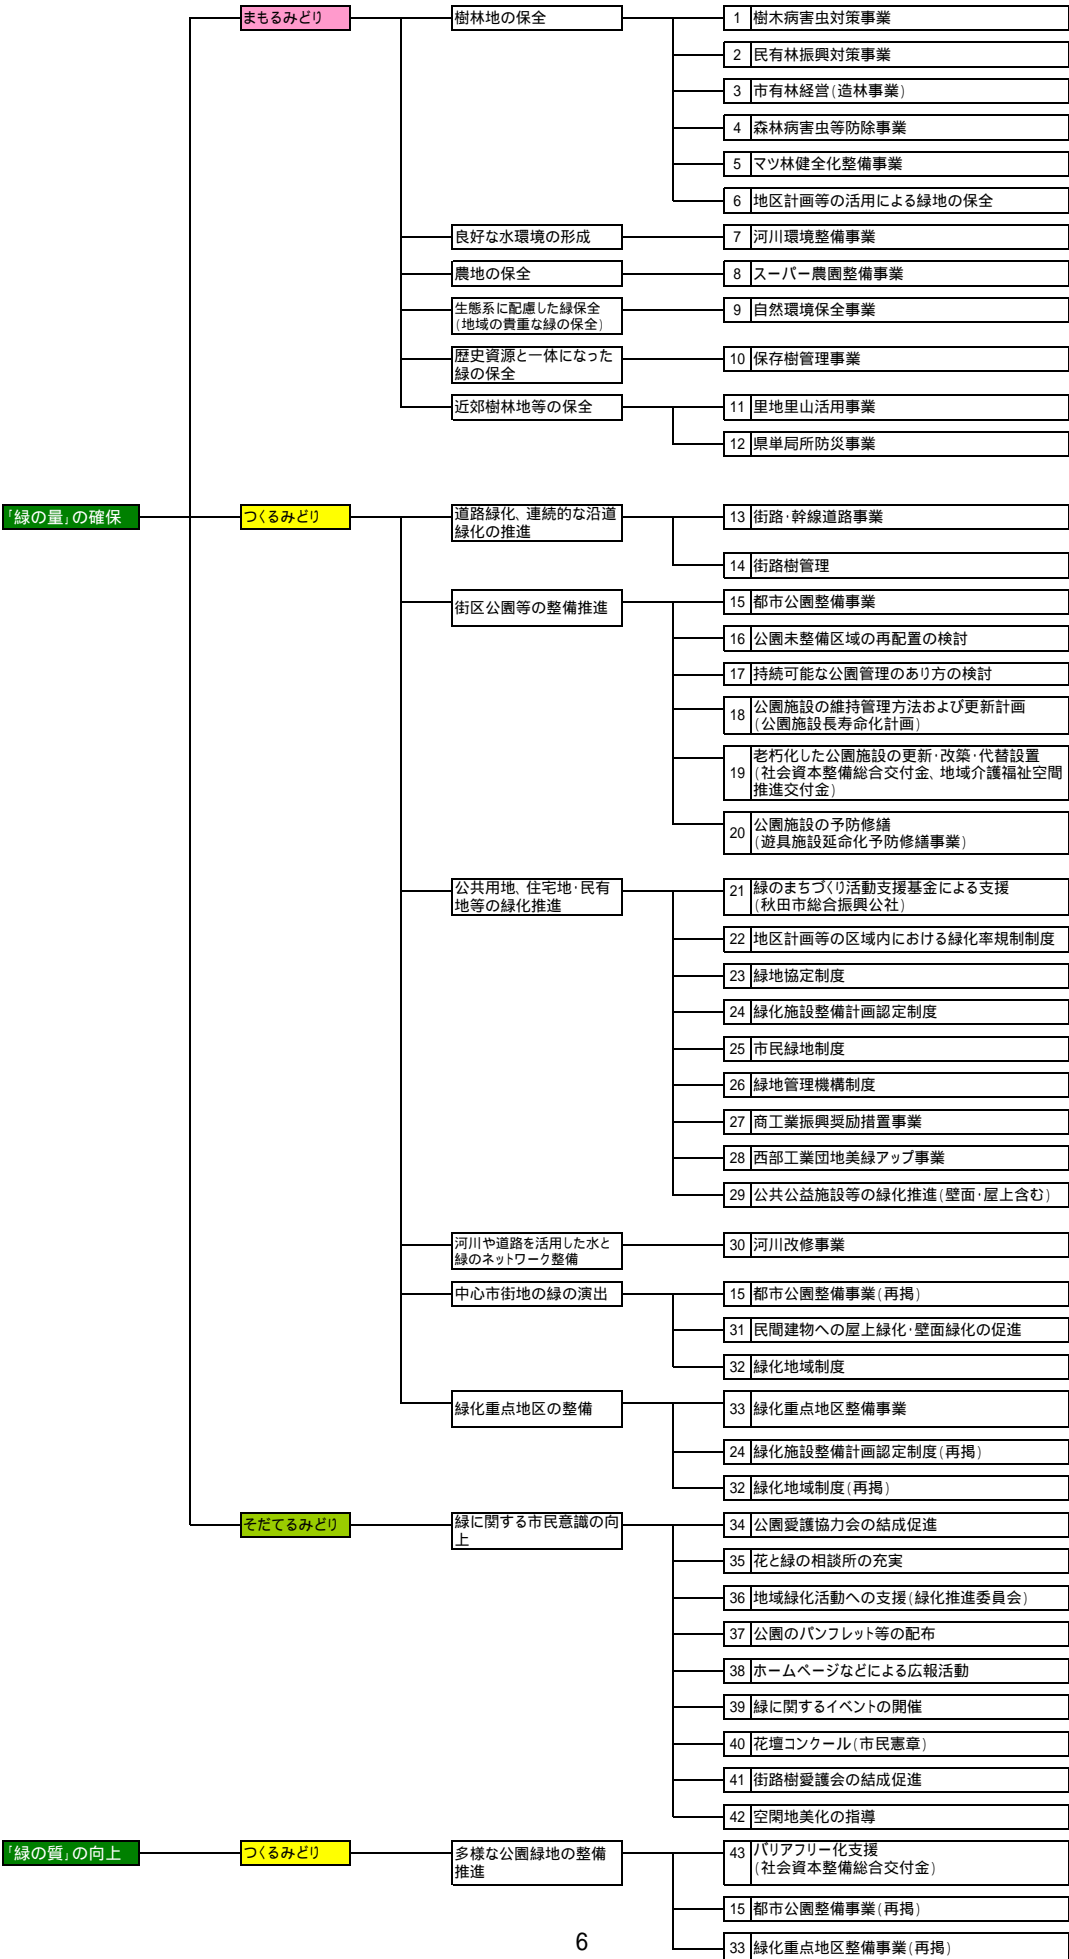 まもるみどり
樹林地の保全
1 樹木病害虫対策事業
2 民有林振興対策事業
3 市有林経営(造林事業)
4 森林病害虫等防除事業
5 マツ林健全化整備事業
6 地区計画等の活用による緑地の保全
良好な水環境の形成
7 河川環境整備事業
農地の保全
8 スーパー農園整備事業
生態系に配慮した緑保全
(地域の貴重な緑の保全)
9 自然環境保全事業
歴史資源と一体になった
緑の保全
10 保存樹管理事業
近郊樹林地等の保全
11 里地里山活用事業
12 県単局所防災事業
「緑の量」の確保
つくるみどり
道路緑化、連続的な沿道
緑化の推進
13 街路・幹線道路事業
14 街路樹管理
街区公園等の整備推進
15 都市公園整備事業
16 公園未整備区域の再配置の検討
17 持続可能な公園管理のあり方の検討
18 公園施設の維持管理方法および更新計画
(公園施設長寿命化計画)
19 老朽化した公園施設の更新・改築・代替設置
(社会資本整備総合交付金、地域介護福祉空間
推進交付金)
20 公園施設の予防修繕
(遊具施設延命化予防修繕事業)
公共用地、住宅地・民有
地等の緑化推進
21 緑のまちづくり活動支援基金による支援
(秋田市総合振興公社)
22 地区計画等の区域内における緑化率規制制度
23 緑地協定制度
24 緑化施設整備計画認定制度
25 市民緑地制度
26 緑地管理機構制度
27 商工業振興奨励措置事業
28 西部工業団地美緑アップ事業
29 公共公益施設等の緑化推進(壁面・屋上含む)
河川や道路を活用した水と
緑のネットワーク整備
30 河川改修事業
中心市街地の緑の演出
15 都市公園整備事業(再掲)
31 民間建物への屋上緑化・壁面緑化の促進
32 緑化地域制度
緑化重点地区の整備
33 緑化重点地区整備事業
24 緑化施設整備計画認定制度(再掲)
32 緑化地域制度(再掲)
そだてるみどり
緑に関する市民意識の向
上
34 公園愛護協力会の結成促進
35 花と緑の相談所の充実
36 地域緑化活動への支援(緑化推進委員会)
37 公園のパンフレット等の配布
38 ホームページなどによる広報活動
39 緑に関するイベントの開催
40 花壇コンクール(市民憲章)
41 街路樹愛護会の結成促進
42 空閑地美化の指導
「緑の質」の向上
つくるみどり
多様な公園緑地の整備
推進
43 バリアフリー化支援
(社会資本整備総合交付金)
15 都市公園整備事業(再掲)
33 緑化重点地区整備事業(再掲)
6